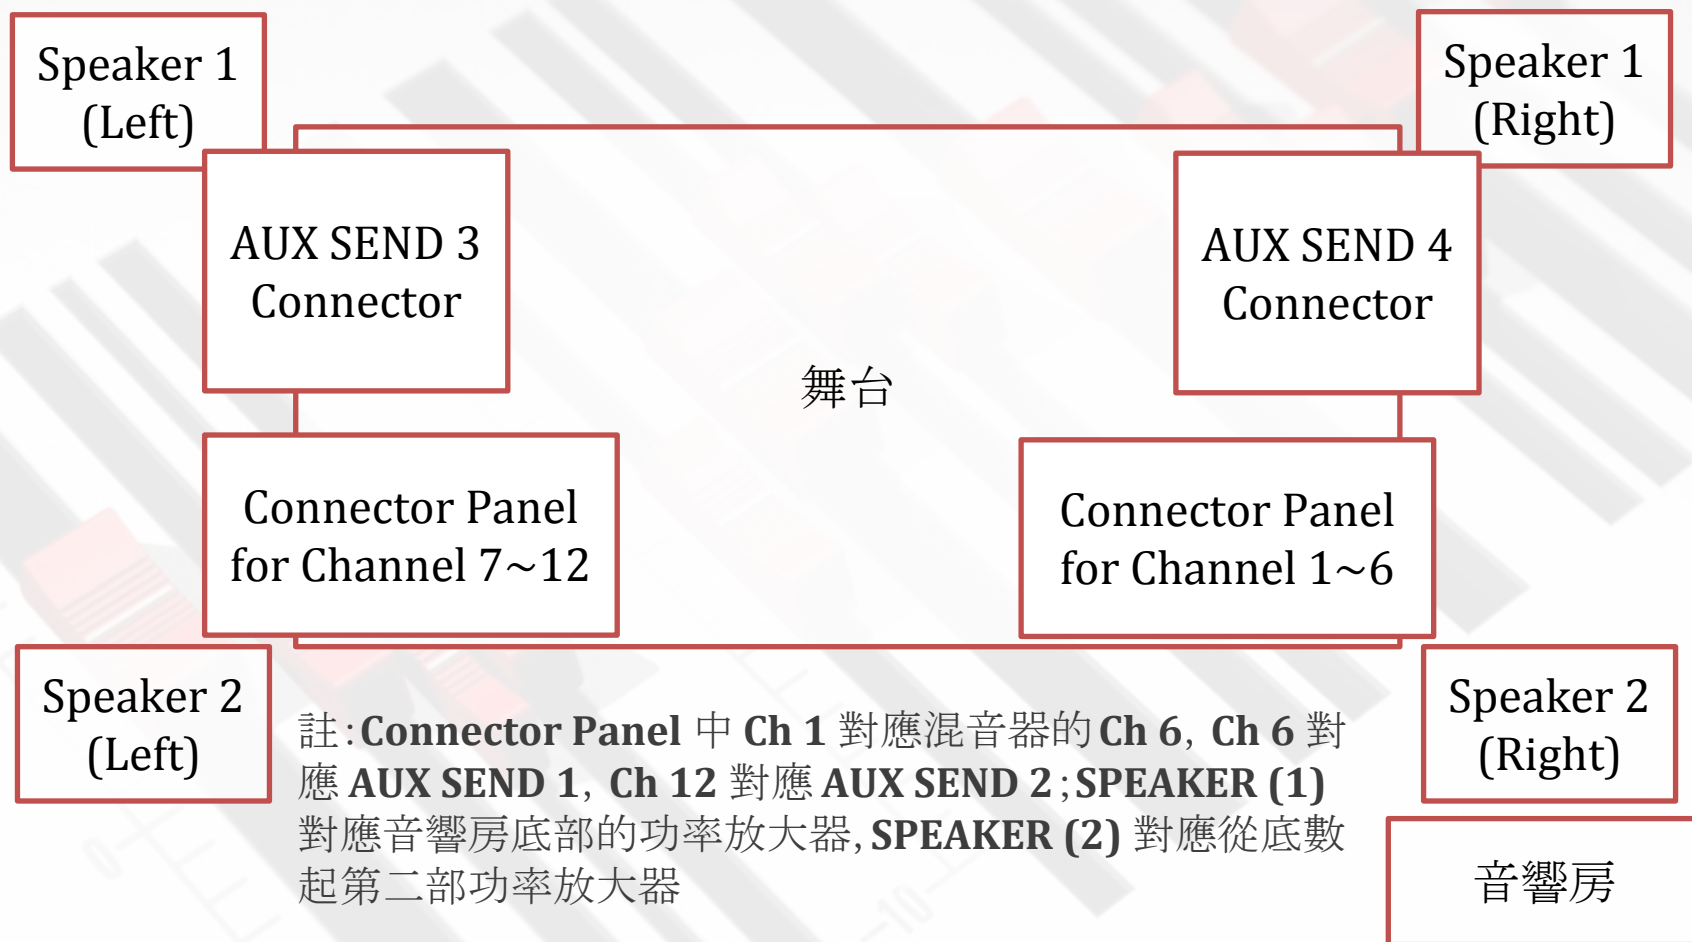 Speaker 1
(Left)
Speaker 1
(Right)
AUX SEND 3
Connector
AUX SEND 4
Connector
舞台
Connector Panel
for Channel 7~12
Connector Panel
for Channel 1~6
Speaker 2
(Left)
Speaker 2
(Right)
註:Connector Panel 中 Ch 1 對應混音器的 Ch 6, Ch 6 對
應 AUX SEND 1, Ch 12 對應 AUX SEND 2;SPEAKER (1)
對應音響房底部的功率放大器,SPEAKER (2) 對應從底數
起第二部功率放大器
音響房
0
-10